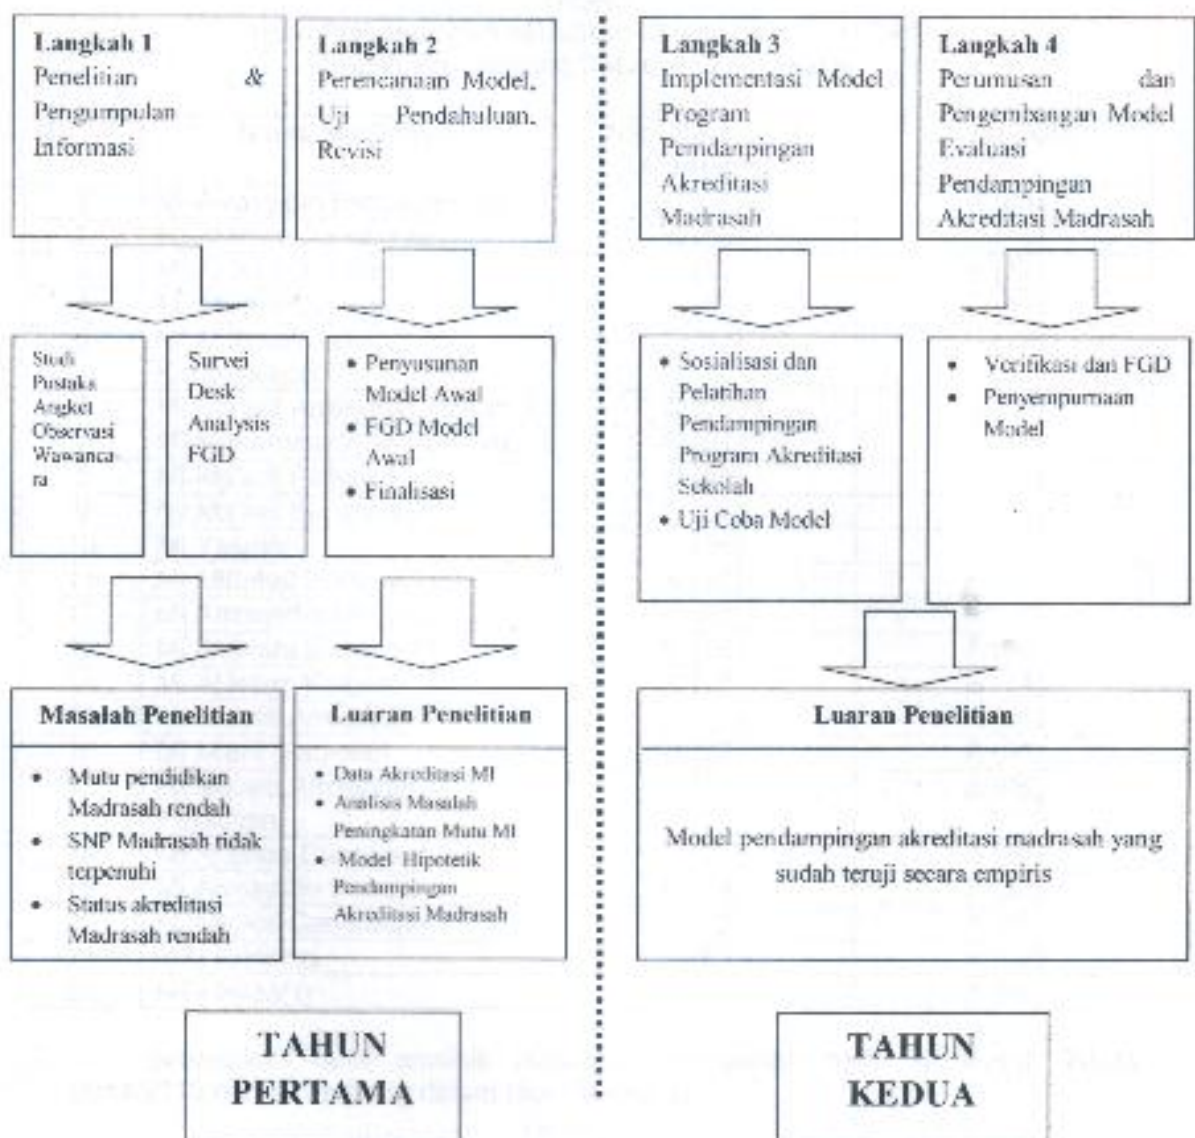 Langkah 1
Penelitian &
Pengumpulan
Informasi
Langkah 2
Perencanaan Model,
Uji Pendahuluan,
Revisi
Langkah 3
Implementasi Model
Program
Pemdanpingan
Akreditasi
Madrasah
Langkah 4
Perumusan dan
Pengembangan Model
Evaluasi
Pendampingan
Akreditasi Madrasah
Studi
Pustaka
Angket
Observasi
Wawanca-
ra
Survei
Desk
Analysis
FGD
• Penyusunan
Model Awal
• FGD Model
Awal
• Finalisasi
• Sosialisasi dan
Pelatihan
Pendampingan
Program Akreditasi
Sekolah
• Uji Coba Model
• Verifikasi dan FGD
• Penyempurnaan
Model
Masalah Penelitian
• Mutu pendidikan
Madrasah rendah
• SNP Madrasah tidak
terpenuhi
• Status akreditasi
Madrasah rendah
Luaran Penelitian
• Data Akreditasi MI
• Analisis Masalah
Peningkatan Mutu MI
• Model Hipotetik
Pendampingan
Akreditasi Madrasah
Luaran Penelitian
Model pendampingan akreditasi madrasah yang
sudah teruji secara empiris
TAHUN
PERTAMA
TAHUN
KEDUA